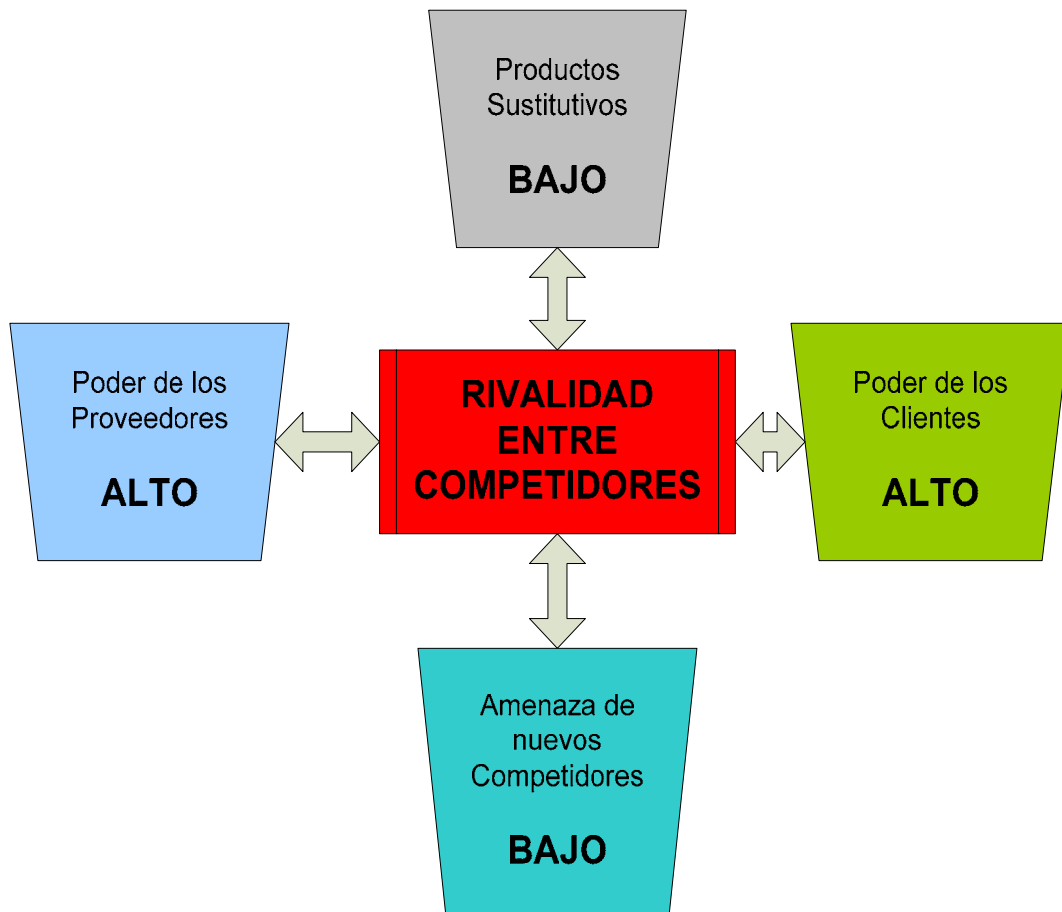 Productos
Sustitutivos
BAJO
Poder de los
Proveedores
ALTO
RIVALIDAD
ENTRE
COMPETIDORES
Poder de los
Clientes
ALTO
Amenaza de
nuevos
Competidores
BAJO